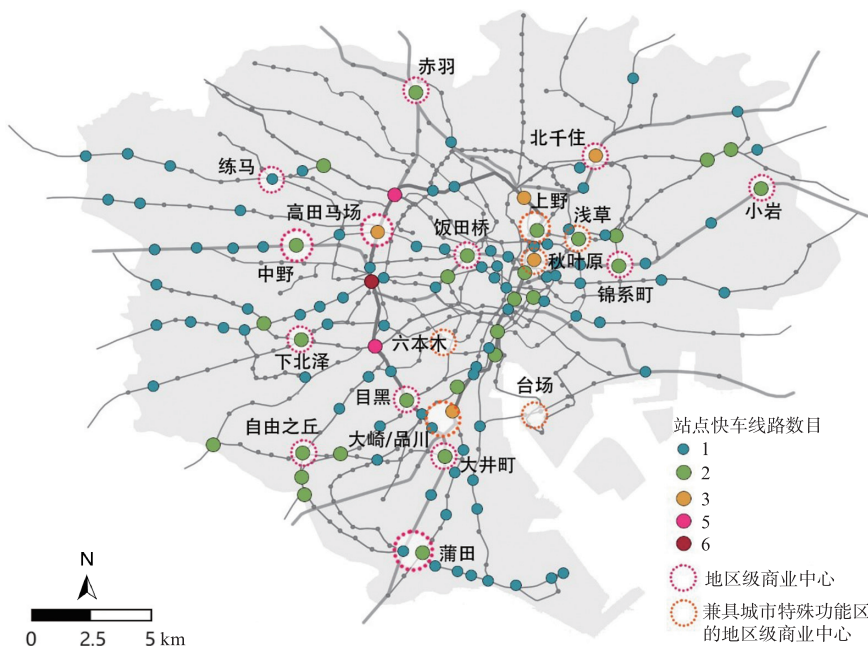 赤羽
北千住
练马
上野
浅草
高田马场
饭田桥
小岩
秋叶原
中野
锦系町
六本木
下北泽
台场
目黑
自由之丘
大崎/品川
大井町
蒲田
站点快车线路数目
1
2
3
5
6
地区级商业中心
兼具城市特殊功能区
的地区级商业中心
N
0 2.5 5 km